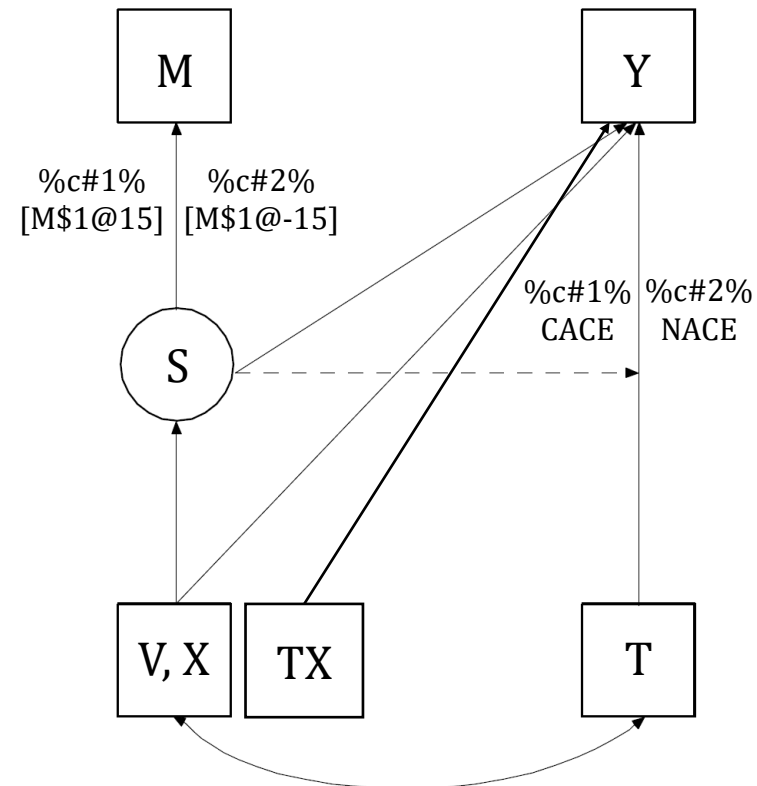 M
Y
%c#1% %c#2%
[M$1@15] [M$1@-15]
%c#1% %c#2%
CACE NACE
S
V, X
TX
T